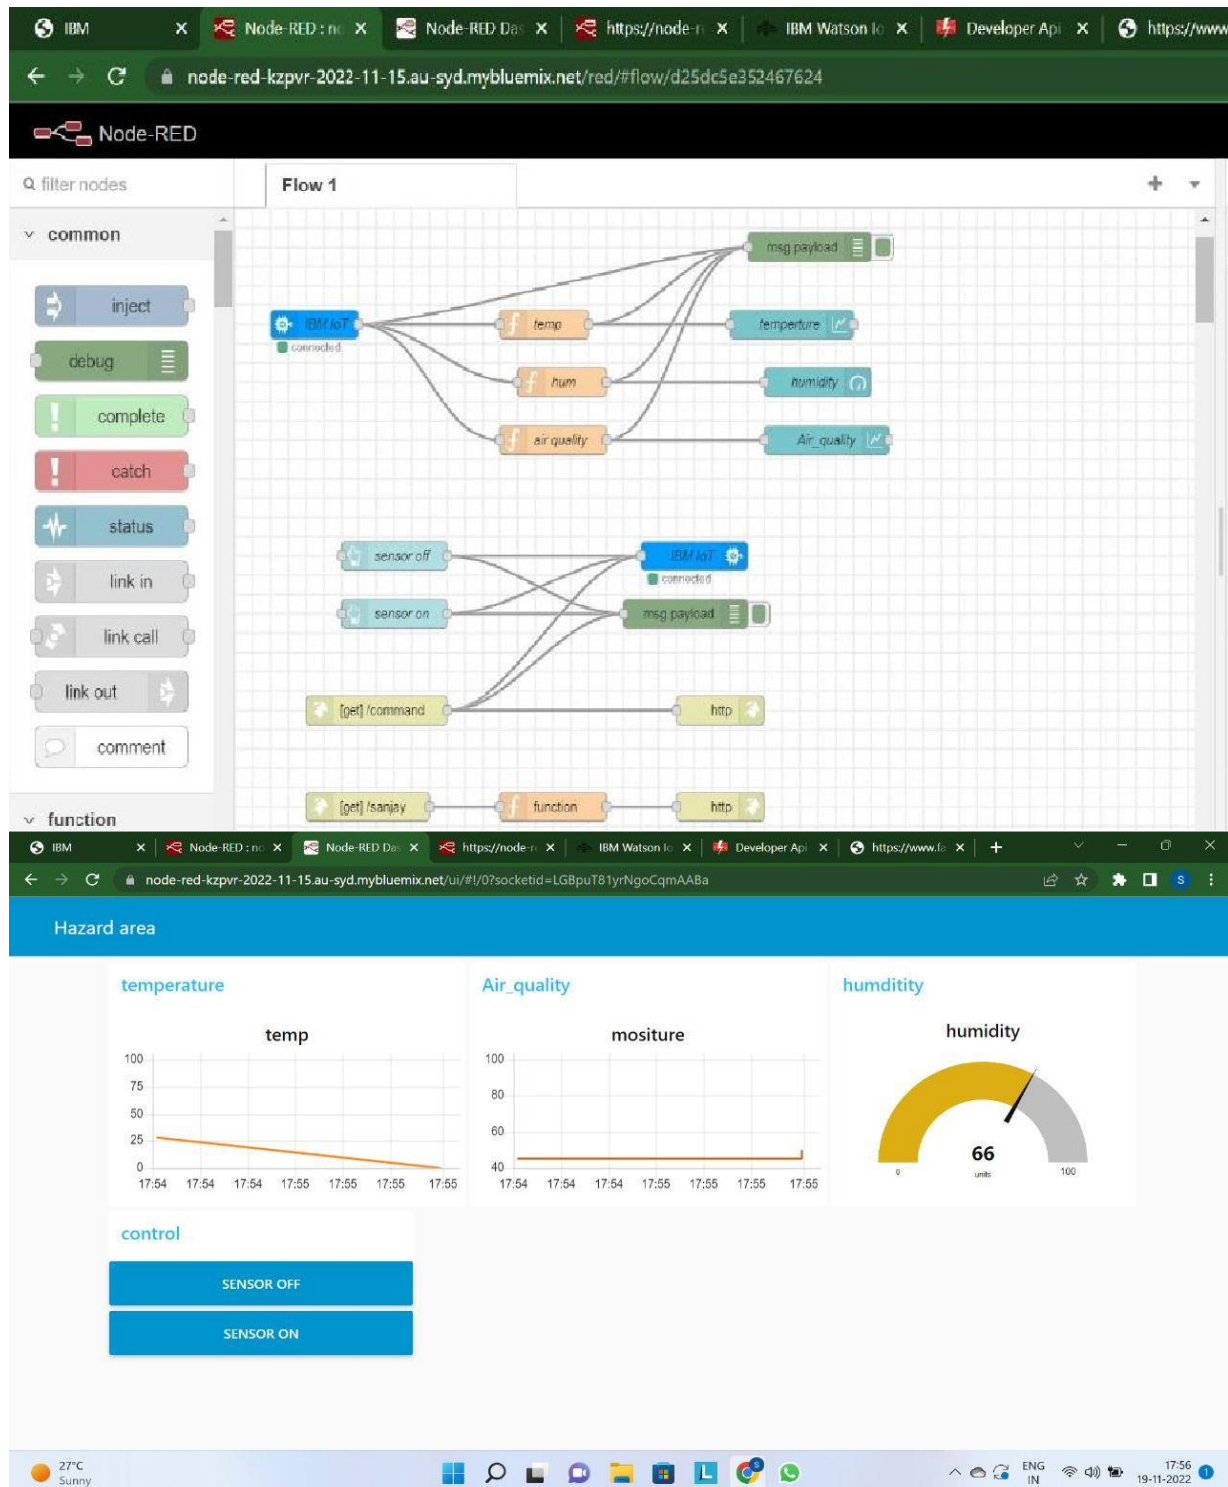 IBM
Node-RED : no
Node-RED Das
https://node-r
IBM Watson Io
Developer Api
https://www
node-red-kzpvr-2022-11-15.au-syd.mybluemix.net/red/#flow/d25dc5e352467624
Node-RED
filter nodes
Flow 1
common
inject
debug
complete
catch
status
link in
link call
link out
comment
function
msg.payload
IBM IoT
connected
temp
temperture
hum
humidity
air quality
Air_quality
sensor off
IBM IoT
connected
sensor on
msg.payload
[get] /command
http
[get] /sanjay
function
http
IBM
Node-RED : no
Node-RED Das
https://node-r
IBM Watson Io
Developer Api
https://www.fa
node-red-kzpvr-2022-11-15.au-syd.mybluemix.net/ui/#!/0?socketid=LGBpuT81yrNgoCqmAABa
S
Hazard area
temperature
temp
100
75
50
25
0
17:54 17:54 17:54 17:55 17:55 17:55 17:55
Air_quality
mositure
100
80
60
40
17:54 17:54 17:54 17:55 17:55 17:55 17:55
humditity
humidity
66
units
0
100
control
SENSOR OFF
SENSOR ON
27°C
Sunny
L
S
ENG
IN
17:56
19-11-2022
1